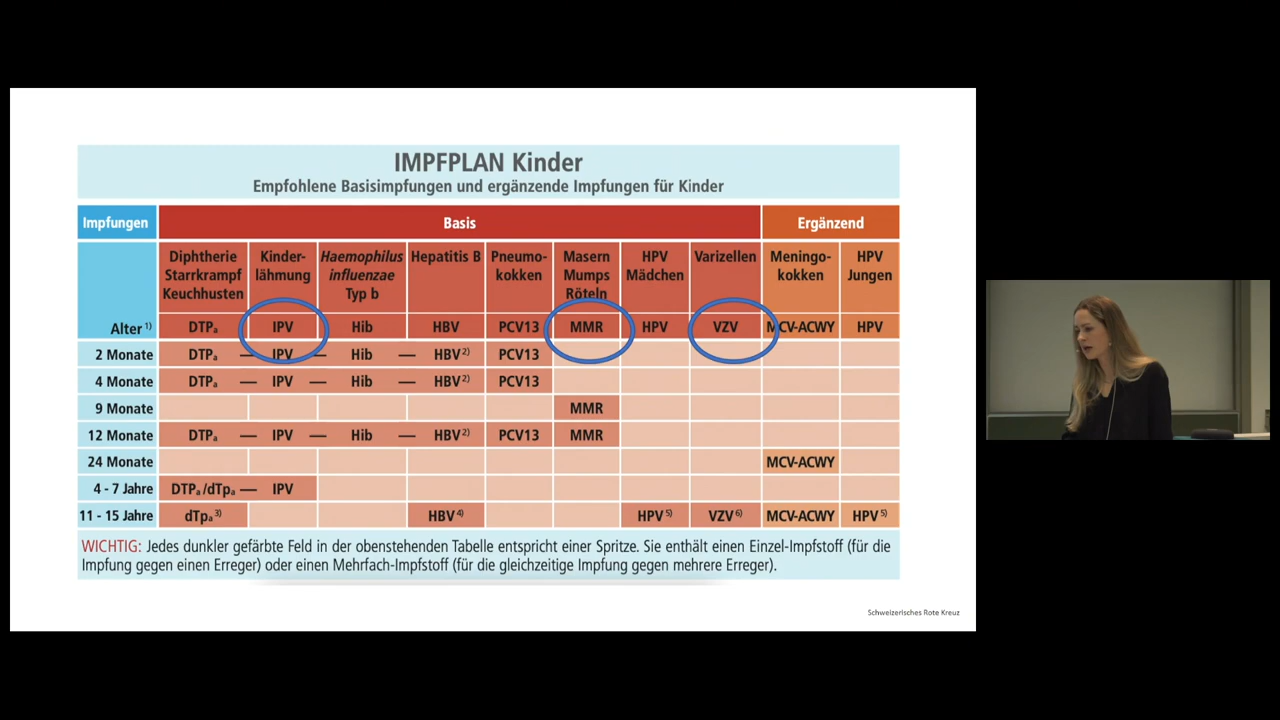 IMPFPLAN Kinder
Empfohlene Basisimpfungen und ergänzende Impfungen für Kinder
Impfungen Basis Ergänzend
Diphtherie Starrkrampf Keuchhusten Kinder-lähmung Haemophilus influenzae Typ b Hepatitis B Pneumo-kokken Masern Mumps Röteln HPV Mädchen Varizellen Meningo-kokken HPV Jungen
Alter 1) DTPa IPV Hib HBV PCV13 MMR HPV VZV MCV-ACWY HPV
2 Monate DTPa — IPV — Hib — HBV 2) PCV13
4 Monate DTPa — IPV — Hib — HBV 2) PCV13
9 Monate MMR
12 Monate DTPa — IPV — Hib — HBV 2) PCV13 MMR
24 Monate MCV-ACWY
4 - 7 Jahre DTPa/dTpa — IPV
11 - 15 Jahre dTpa 3) HBV 4) HPV 5) VZV 6) MCV-ACWY HPV 5)
WICHTIG: Jedes dunkler gefärbte Feld in der obenstehenden Tabelle entspricht einer Spritze. Sie enthält einen Einzel-Impfstoff (für die
Impfung gegen einen Erreger) oder einen Mehrfach-Impfstoff (für die gleichzeitige Impfung gegen mehrere Erreger).
Schweizerisches Rote Kreuz